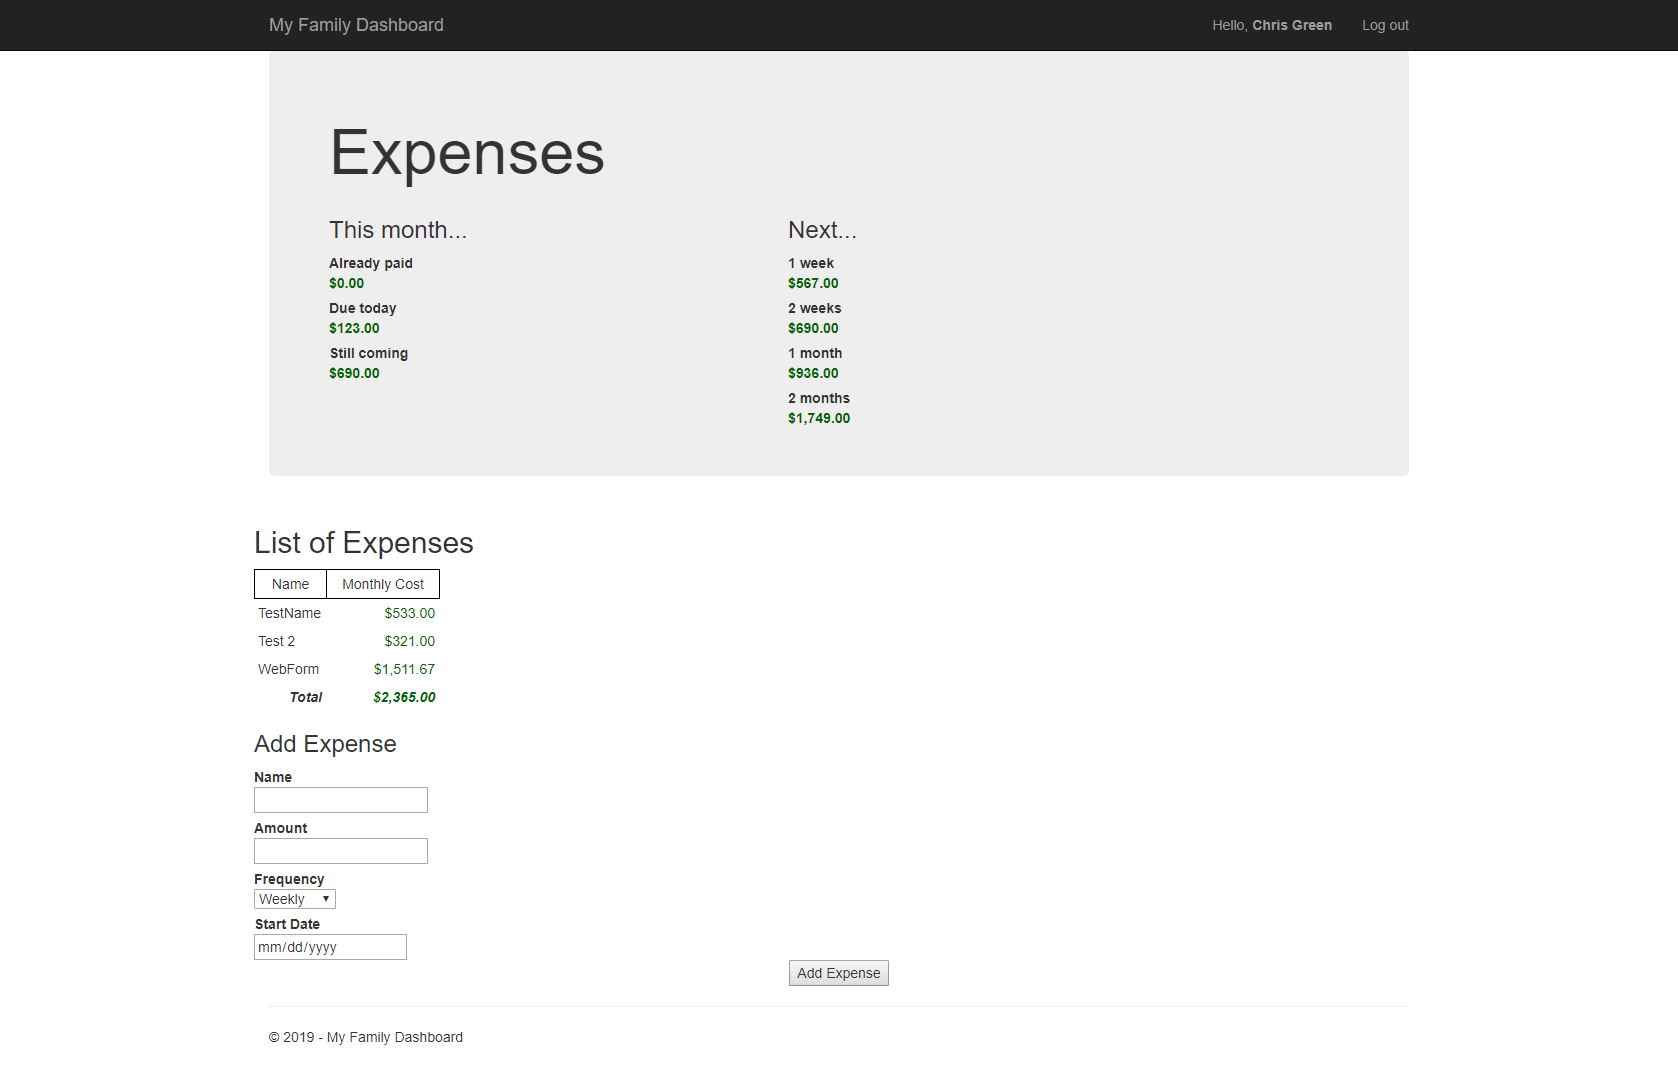 My Family Dashboard
Hello, Chris Green
Log out
Expenses
This month...
Already paid
$0.00
Due today
$123.00
Still coming
$690.00
Next...
1 week
$567.00
2 weeks
$690.00
1 month
$936.00
2 months
$1,749.00
List of Expenses
Name Monthly Cost
TestName $533.00
Test 2 $321.00
WebForm $1,511.67
Total $2,365.00
Add Expense
Name
Amount
Frequency
Weekly
Start Date
mm/dd/yyyy
Add Expense
© 2019 - My Family Dashboard